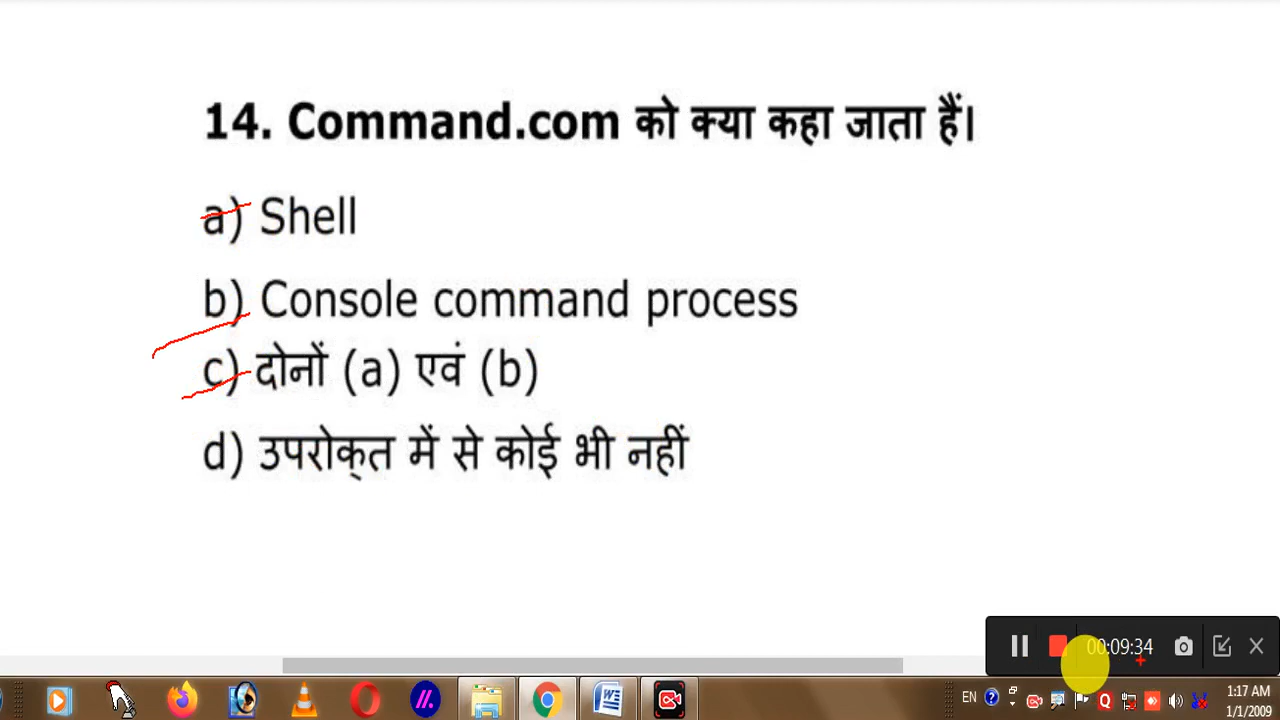 14. Command.com को क्या कहा जाता हैं।
a) Shell
b) Console command process
c) दोनों (a) एवं (b)
d) उपरोक्त में से कोई भी नहीं
00:09:34
EN
1:17 AM
1/1/2009